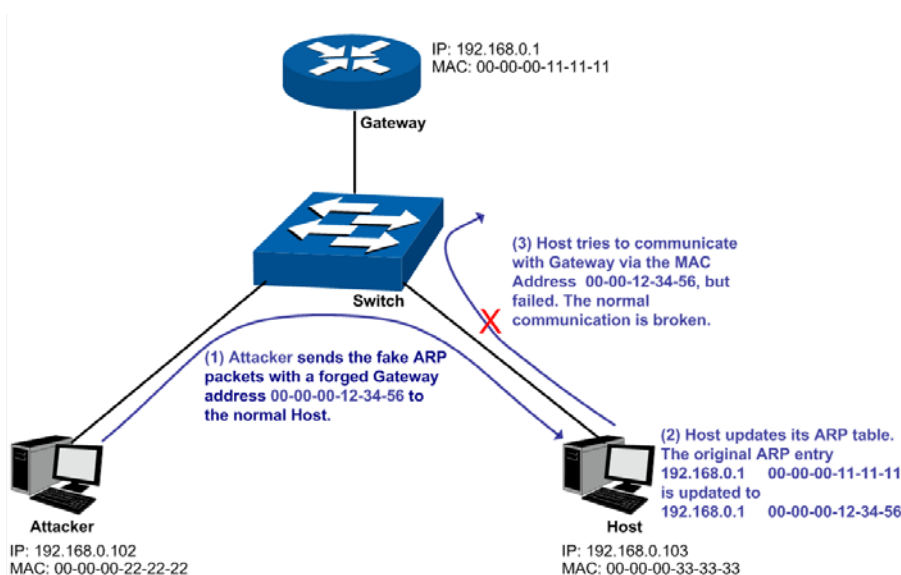 IP: 192.168.0.1
MAC: 00-00-00-11-11-11
Gateway
(3) Host tries to communicate
with Gateway via the MAC
Address 00-00-12-34-56, but
failed. The normal
communication is broken.
Switch
X
(1) Attacker sends the fake ARP
packets with a forged Gateway
address 00-00-00-12-34-56 to
the normal Host.
(2) Host updates its ARP table.
The original ARP entry
192.168.0.1 00-00-00-11-11-11
is updated to
192.168.0.1 00-00-00-12-34-56
Attacker
IP: 192.168.0.102
MAC: 00-00-00-22-22-22
Host
IP: 192.168.0.103
MAC: 00-00-00-33-33-33